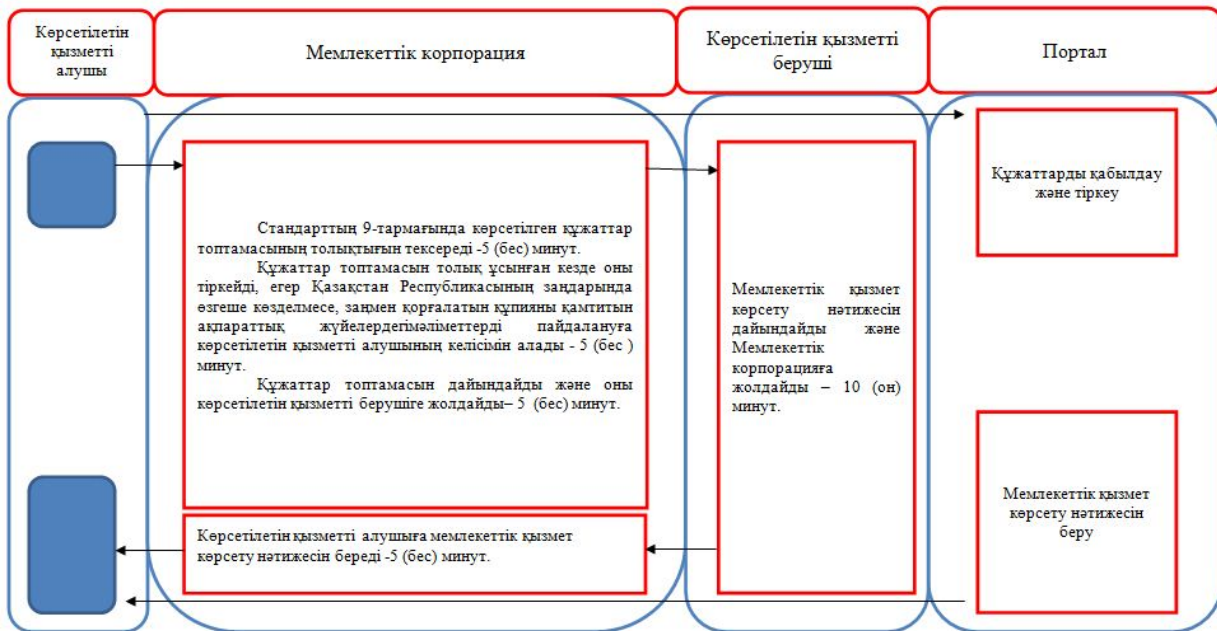 Көрсетілетін
қызметті
алушы
Мемлекеттік корпорация
Көрсетілетін қызметті
беруші
Портал
Стандарттың 9-тармағында көрсетілген құжаттар
топтамасының толықтығын тексереді -5 (бес) минут.
Құжаттар топтамасын толық ұсынған кезде оны
тіркейді, егер Қазақстан Республикасының заңдарында
өзгеше көзделмесе, заңмен қорғалатын құпияны қамтитын
ақпараттық жүйелердегімәліметтерді пайдалануға
көрсетілетін қызметті алушының келісімін алады - 5 (бес )
минут.
Құжаттар топтамасын дайындайды және оны
көрсетілетін қызметті берушіге жолдайды– 5 (бес) минут.
Көрсетілетін қызметті алушыға мемлекеттік қызмет
көрсету нәтижесін береді -5 (бес) минут.
Мемлекеттік қызмет
көрсету нәтижесін
дайындайды және
Мемлекеттік
корпорацияға
жолдайды – 10 (он)
минут.
Құжаттарды қабылдау
және тіркеу
Мемлекеттік қызмет
көрсету нәтижесін
беру